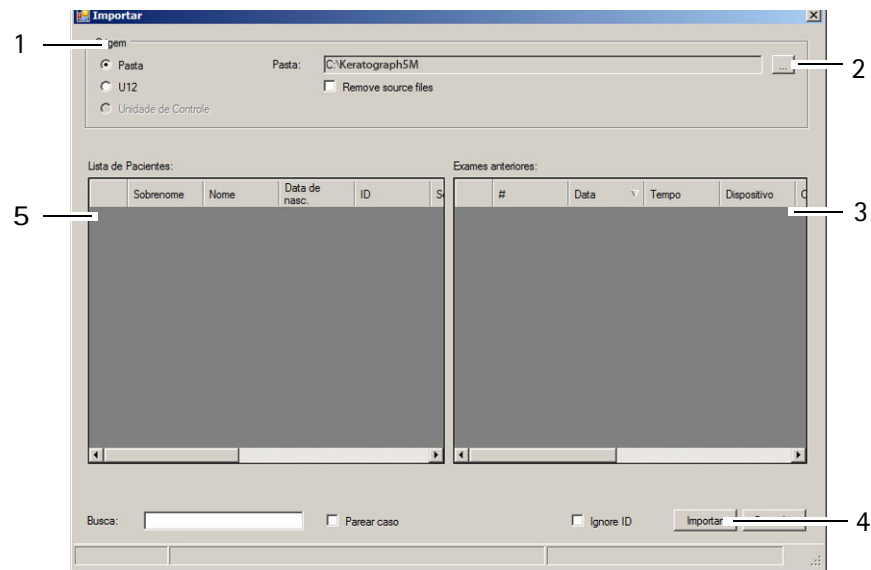 Importar
1
Pasta
Pasta:
C:\Keratograph5M
...
2
U12
Remove source files
Unidade de Controle
Lista de Pacientes:
Exames anteriores:
Sobrenome
Nome
Data de
nasc.
ID
#
Data
Tempo
Dispositivo
3
5
Busca:
Parear caso
Ignore ID
Importar
4